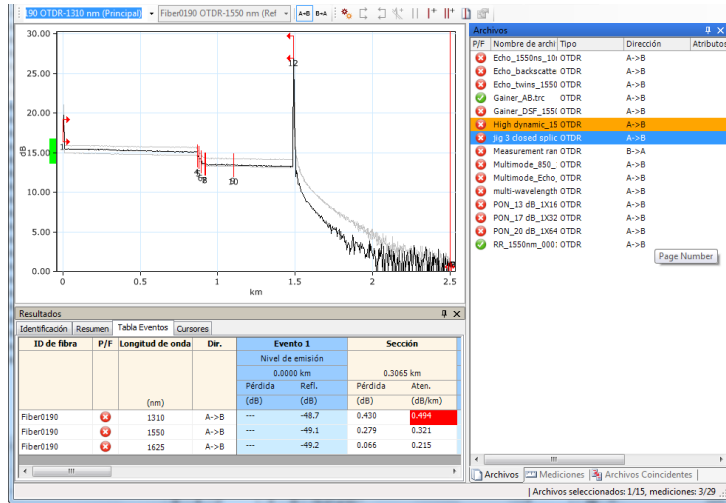 190 OTDR-1310 nm (Principal) Fiber0190 OTDR-1550 nm (Ref A→B B→A
30.00
25.00
20.00
15.00
10.00
5.00
0.00
dB
1 12 10
0 0.5 1 1.5 2 2.5
km
Archivos
P/F Nombre de archi Tipo Dirección Atributos
Echo_1550ns_10 OTDR A->B
Echo_backscatte OTDR A->B
Echo_twins_1550 OTDR A->B
Gainer_AB.trc OTDR A->B
Gainer_DSF_155( OTDR A->B
High dynamic_15 OTDR A->B
jig 3 closed splic OTDR A->B
Measurement ran OTDR B->A
Multimode_850_ OTDR A->B
Multimode_Echo_ OTDR A->B
multi-wavelength OTDR A->B
PON_13 dB_1X16 OTDR A->B
PON_17 dB_1X32 OTDR A->B
PON_20 dB_1X64 OTDR A->B
RR_1550nm_000: OTDR A->B
Page Number
Resultados
Identificación Resumen Tabla Eventos Cursores
ID de fibra P/F Longitud de onda Dir. Evento 1 Sección
Nivel de emisión
0.0000 km 0.3065 km
Pérdida Refl. Pérdida Aten.
(nm) (dB) (dB) (dB) (dB/km)
Fiber0190 1310 A->B --- -48.7 0.430 0.494
Fiber0190 1550 A->B --- -49.1 0.279 0.321
Fiber0190 1625 A->B --- -49.2 0.066 0.215
Archivos Mediciones Archivos Coincidentes
Archivos seleccionados: 1/15, mediciones: 3/29